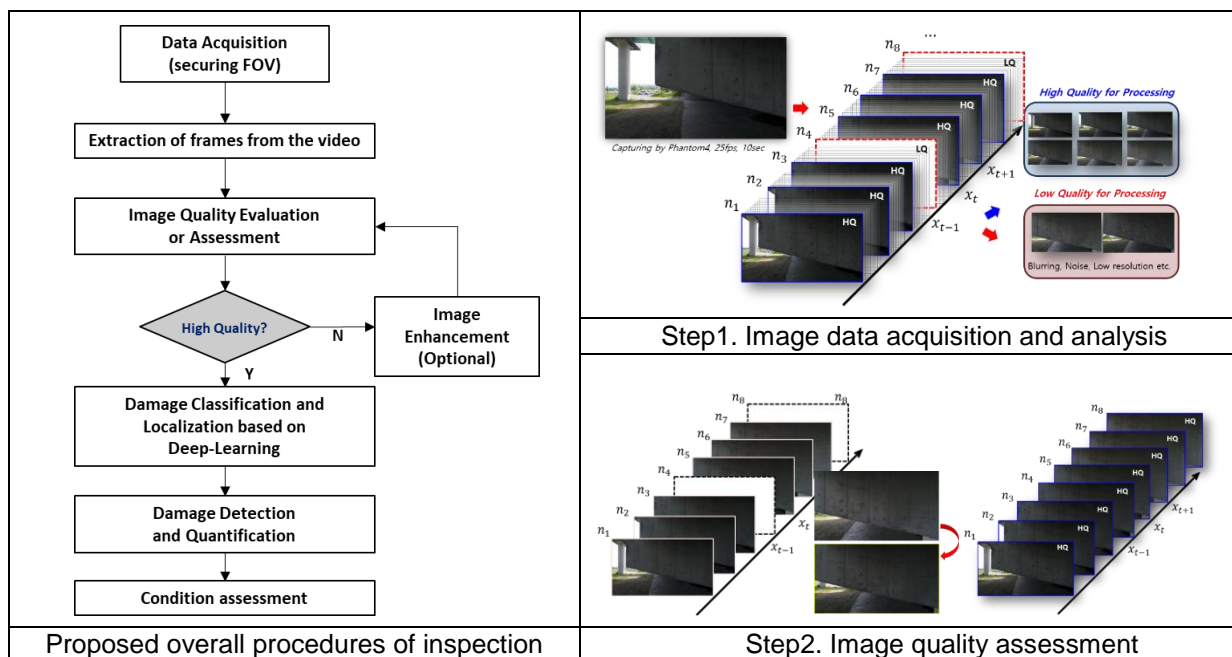 Data Acquisition
(securing FOV)
Extraction of frames from the video
Image Quality Evaluation
or Assessment
High Quality?
N
Image
Enhancement
(Optional)
Y
Damage Classification and
Localization based on
Deep-Learning
Damage Detection
and Quantification
Condition assessment
Proposed overall procedures of inspection
Capturing by Phantom4, 25fps, 10sec
...
n8
LQ
n7
HQ
n6
HQ
n5
HQ
n4
LQ
n3
HQ
n2
HQ
n1
HQ
xt+1
xt
xt−1
High Quality for Processing
Low Quality for Processing
Blurring, Noise, Low resolution etc.
Step1. Image data acquisition and analysis
n8
n8
n7
n6
n5
n4
n3
n2
n1
xt
xt−1
n8
HQ
n7
HQ
n6
HQ
n5
HQ
n4
HQ
n3
HQ
n2
HQ
n1
HQ
xt+1
xt
xt−1
Step2. Image quality assessment